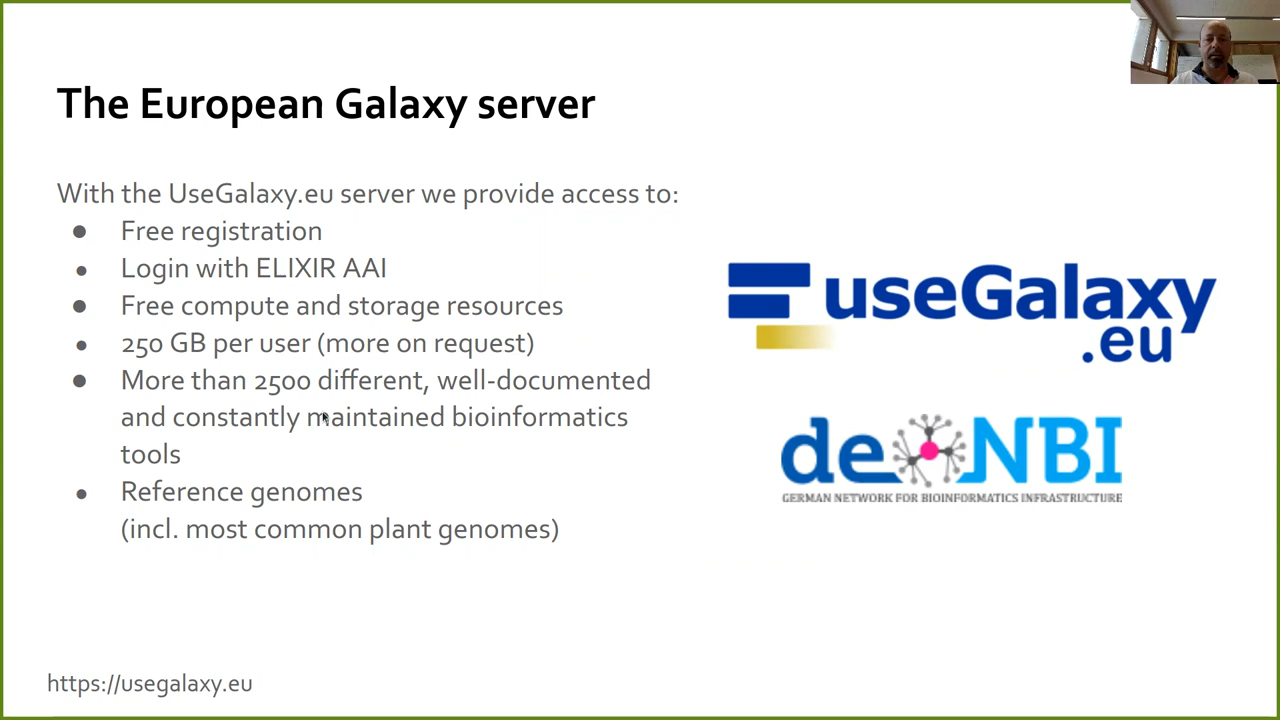 The European Galaxy server
With the UseGalaxy.eu server we provide access to:
● Free registration
● Login with ELIXIR AAI
● Free compute and storage resources
● 250 GB per user (more on request)
● More than 2500 different, well-documented
and constantly maintained bioinformatics
tools
● Reference genomes
(incl. most common plant genomes)
useGalaxy
.eu
de NBI
GERMAN NETWORK FOR BIOINFORMATICS INFRASTRUCTURE
https://usegalaxy.eu